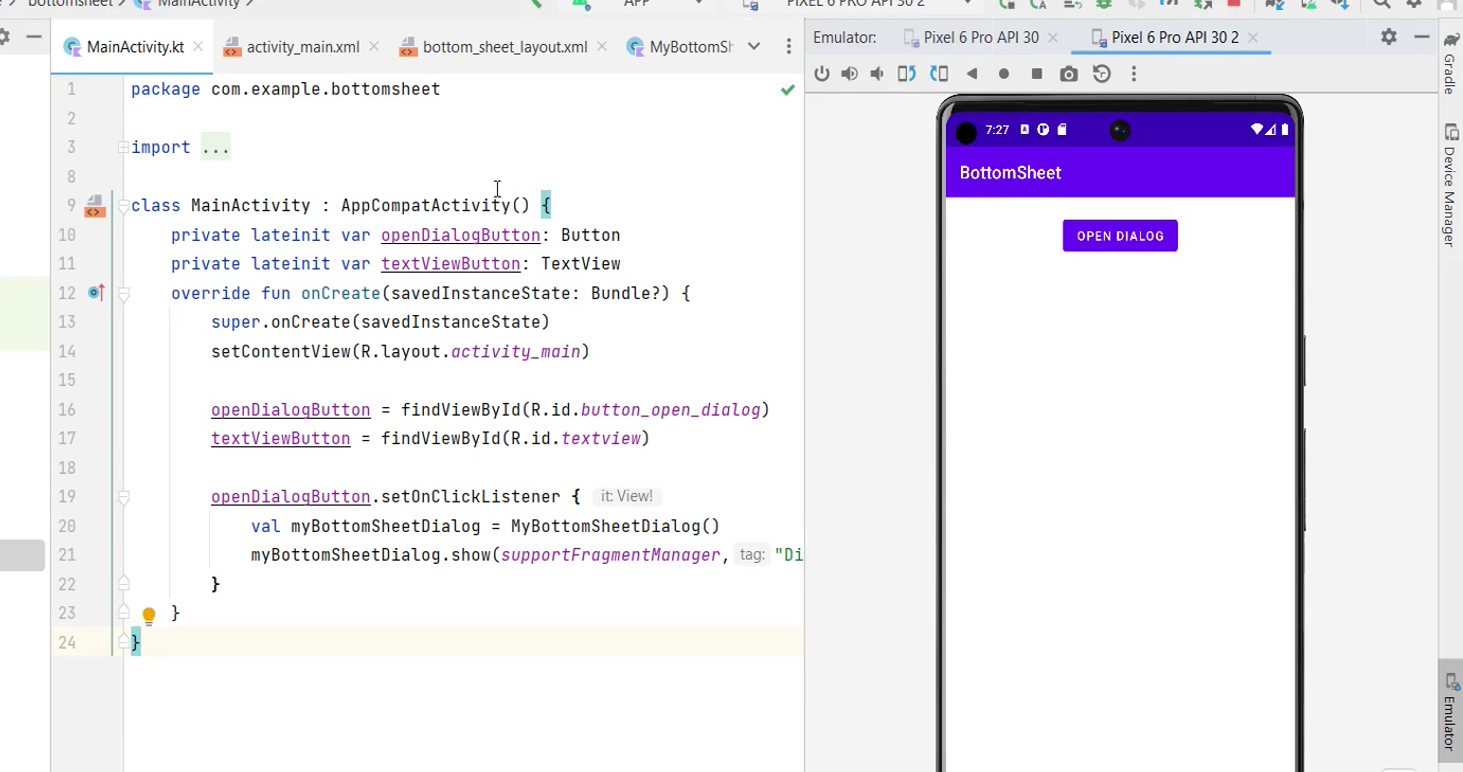 bottomsheet MainActivity APP PIXEL 6 PRO API 30 2
MainActivity.kt activity_main.xml bottom_sheet_layout.xml MyBottomSh
Emulator: Pixel 6 Pro API 30 Pixel 6 Pro API 30 2
1 package com.example.bottomsheet
2
3 import ...
8
9 class MainActivity : AppCompatActivity() {
10 private lateinit var openDialogButton: Button
11 private lateinit var textViewButton: TextView
12 override fun onCreate(savedInstanceState: Bundle?) {
13 super.onCreate(savedInstanceState)
14 setContentView(R.layout.activity_main)
15
16 openDialogButton = findViewById(R.id.button_open_dialog)
17 textViewButton = findViewById(R.id.textview)
18
19 openDialogButton.setOnClickListener { it: View!
20 val myBottomSheetDialog = MyBottomSheetDialog()
21 myBottomSheetDialog.show(supportFragmentManager, tag: "Di
22 }
23 }
24 }
7:27
BottomSheet
OPEN DIALOG
Gradle
Device Manager
Emulator